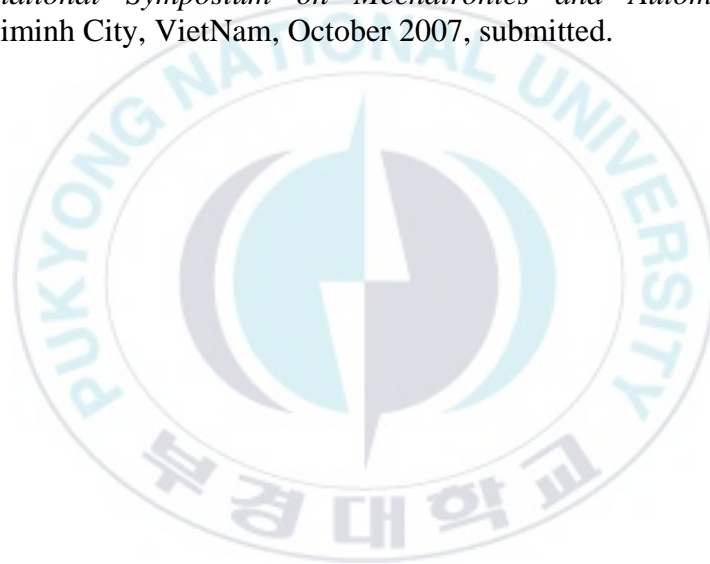 national Symposium on Mechatronics and Autom
iminh City, VietNam, October 2007, submitted.
PUKYONG NATIONAL UNIVERSITY
부경대학교